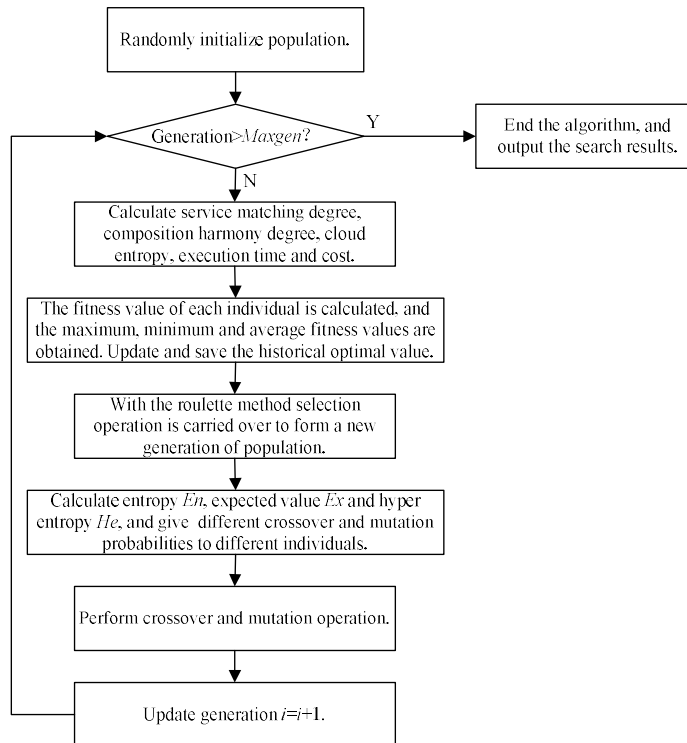 Randomly initialize population.
Generation>Maxgen?
Y
End the algorithm, and
output the search results.
N
Calculate service matching degree,
composition harmony degree, cloud
entropy, execution time and cost.
The fitness value of each individual is calculated, and
the maximum, minimum and average fitness values are
obtained. Update and save the historical optimal value.
With the roulette method selection
operation is carried over to form a new
generation of population.
Calculate entropy En, expected value Ex and hyper
entropy He, and give different crossover and mutation
probabilities to different individuals.
Perform crossover and mutation operation.
Update generation i=i+1.